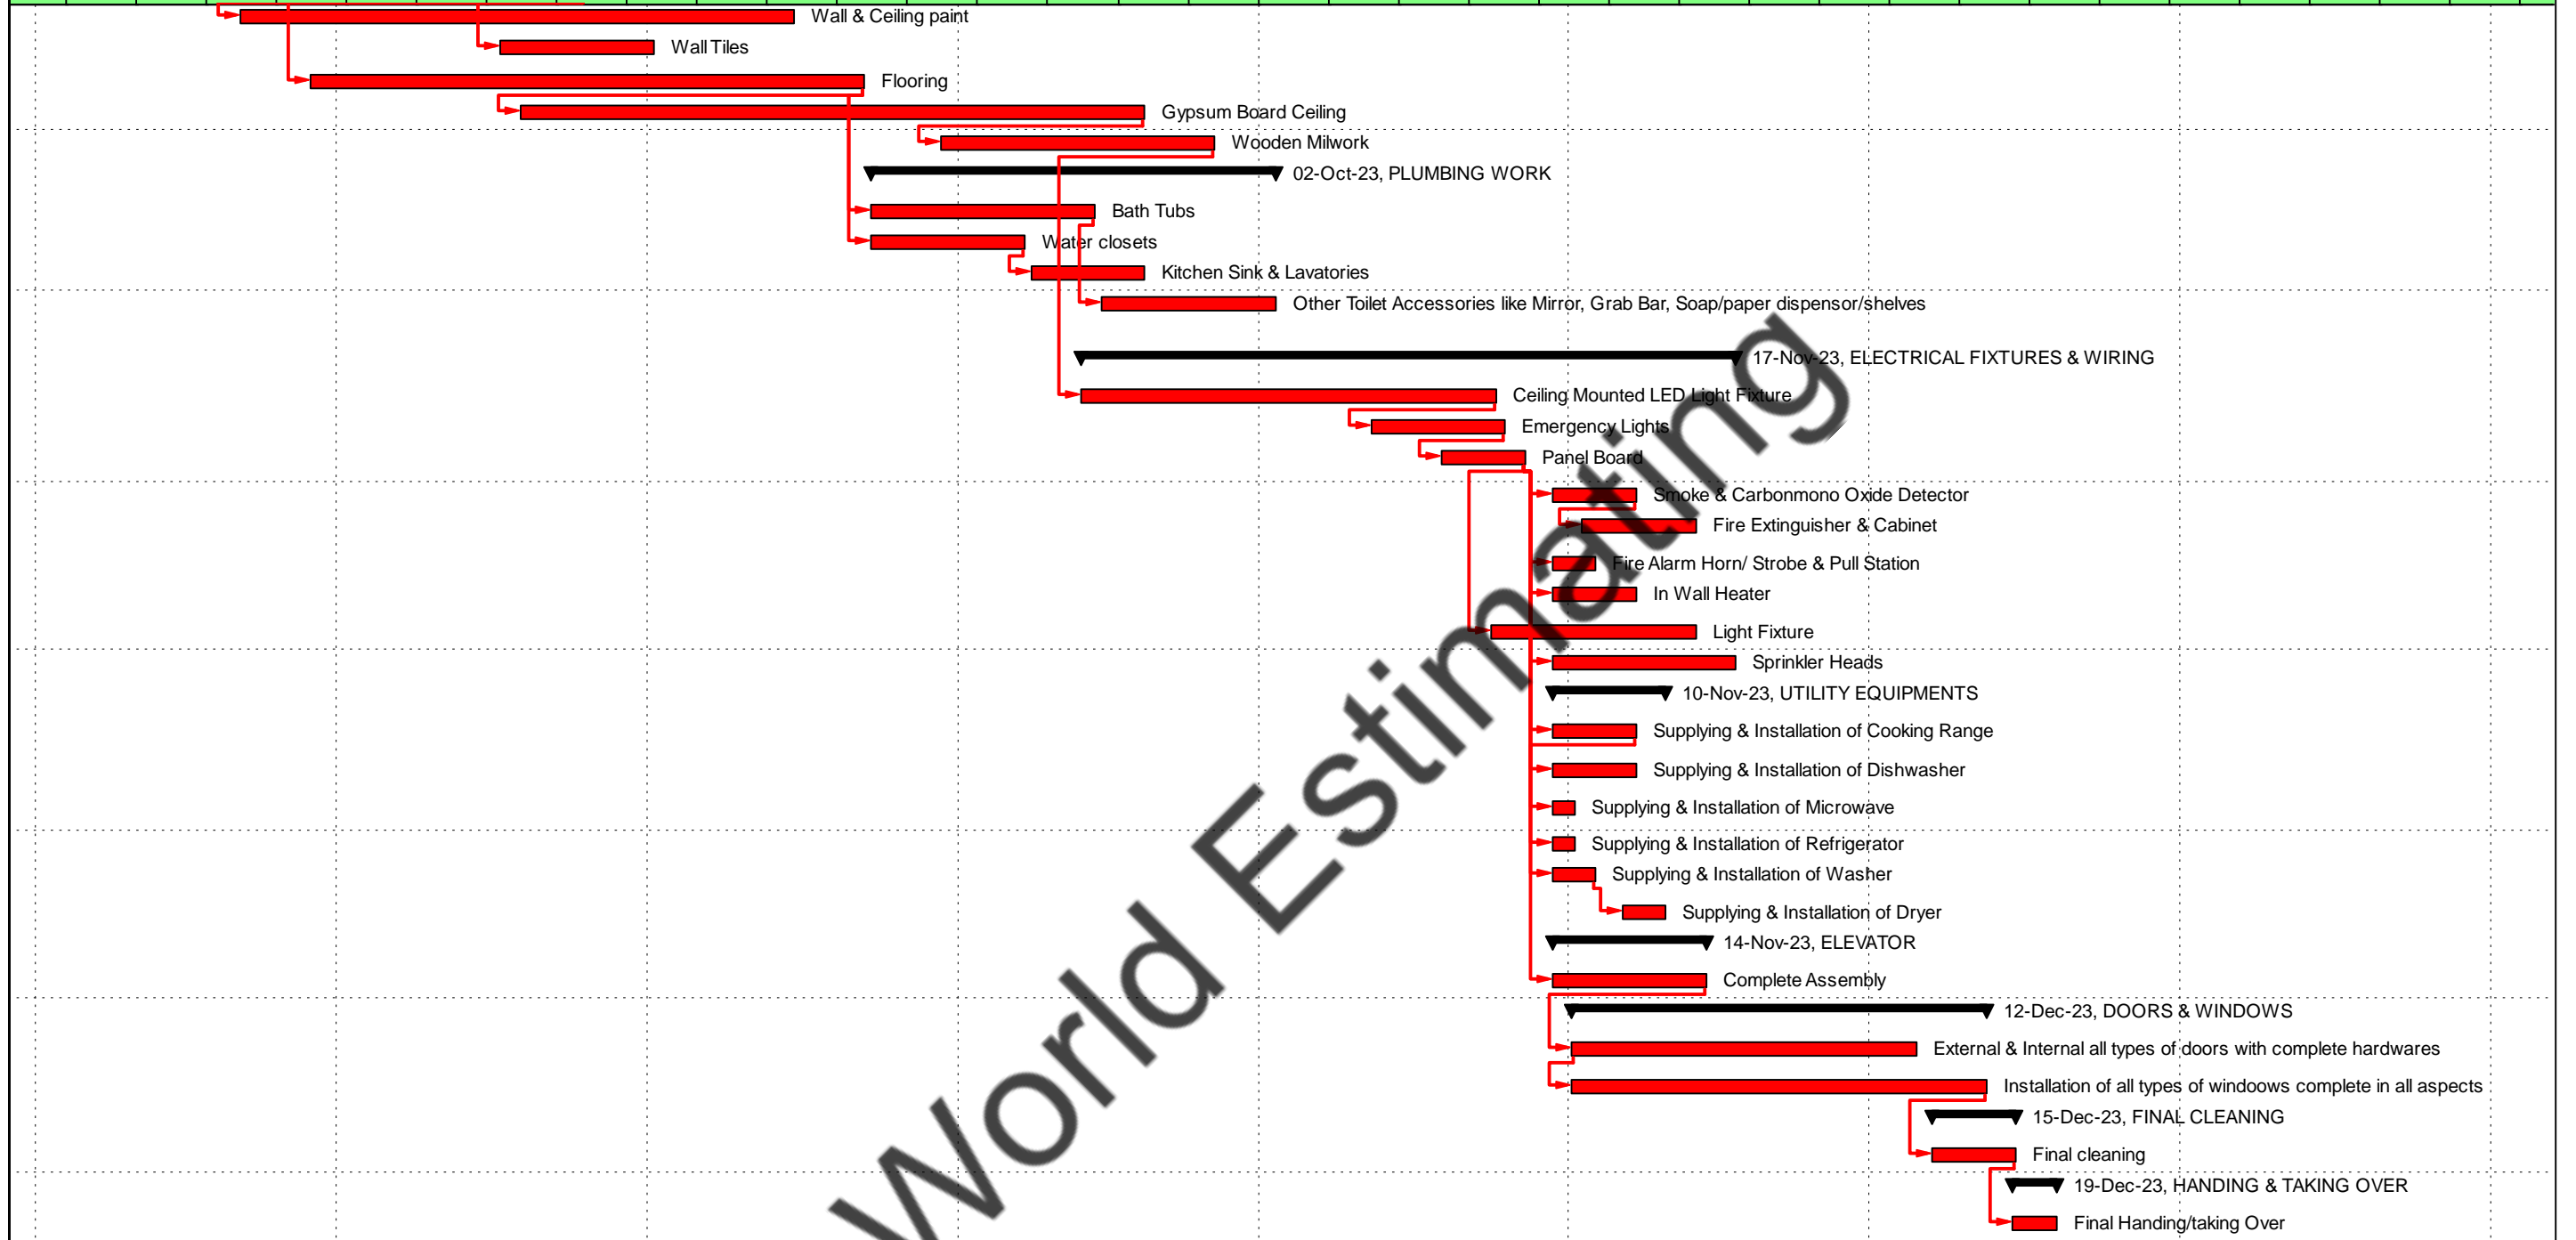 Wall & Ceiling paint
Wall Tiles
Flooring
Gypsum Board Ceiling
Wooden Milwork
02-Oct-23, PLUMBING WORK
Bath Tubs
Water closets
Kitchen Sink & Lavatories
Other Toilet Accessories like Mirror, Grab Bar, Soap/paper dispensor/shelves
17-Nov-23, ELECTRICAL FIXTURES & WIRING
Ceiling Mounted LED Light Fixture
Emergency Lights
Panel Board
Smoke & Carbonmono Oxide Detector
Fire Extinguisher & Cabinet
Fire Alarm Horn/ Strobe & Pull Station
In Wall Heater
Light Fixture
Sprinkler Heads
10-Nov-23, UTILITY EQUIPMENTS
Supplying & Installation of Cooking Range
Supplying & Installation of Dishwasher
Supplying & Installation of Microwave
Supplying & Installation of Refrigerator
Supplying & Installation of Washer
Supplying & Installation of Dryer
14-Nov-23, ELEVATOR
Complete Assembly
12-Dec-23, DOORS & WINDOWS
External & Internal all types of doors with complete hardwares
Installation of all types of windoows complete in all aspects
15-Dec-23, FINAL CLEANING
Final cleaning
19-Dec-23, HANDING & TAKING OVER
Final Handing/taking Over
World Estimating